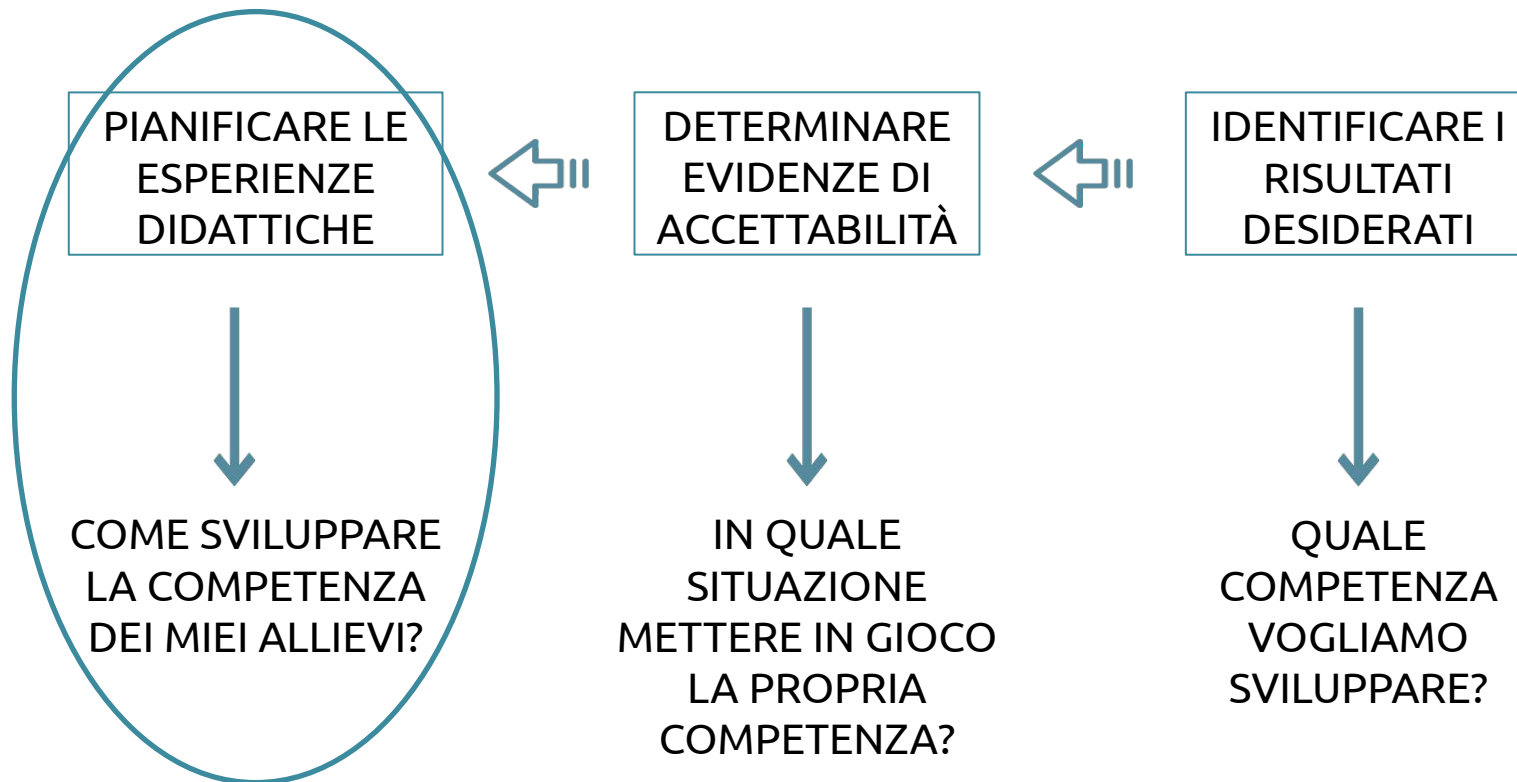 PIANIFICARE LE
ESPERIENZE
DIDATTICHE
DETERMINARE
EVIDENZE DI
ACCETTABILITÀ
IDENTIFICARE I
RISULTATI
DESIDERATI
COME SVILUPPARE
LA COMPETENZA
DEI MIEI ALLIEVI?
IN QUALE
SITUAZIONE
METTERE IN GIOCO
LA PROPRIA
COMPETENZA?
QUALE
COMPETENZA
VOGLIAMO
SVILUPPARE?